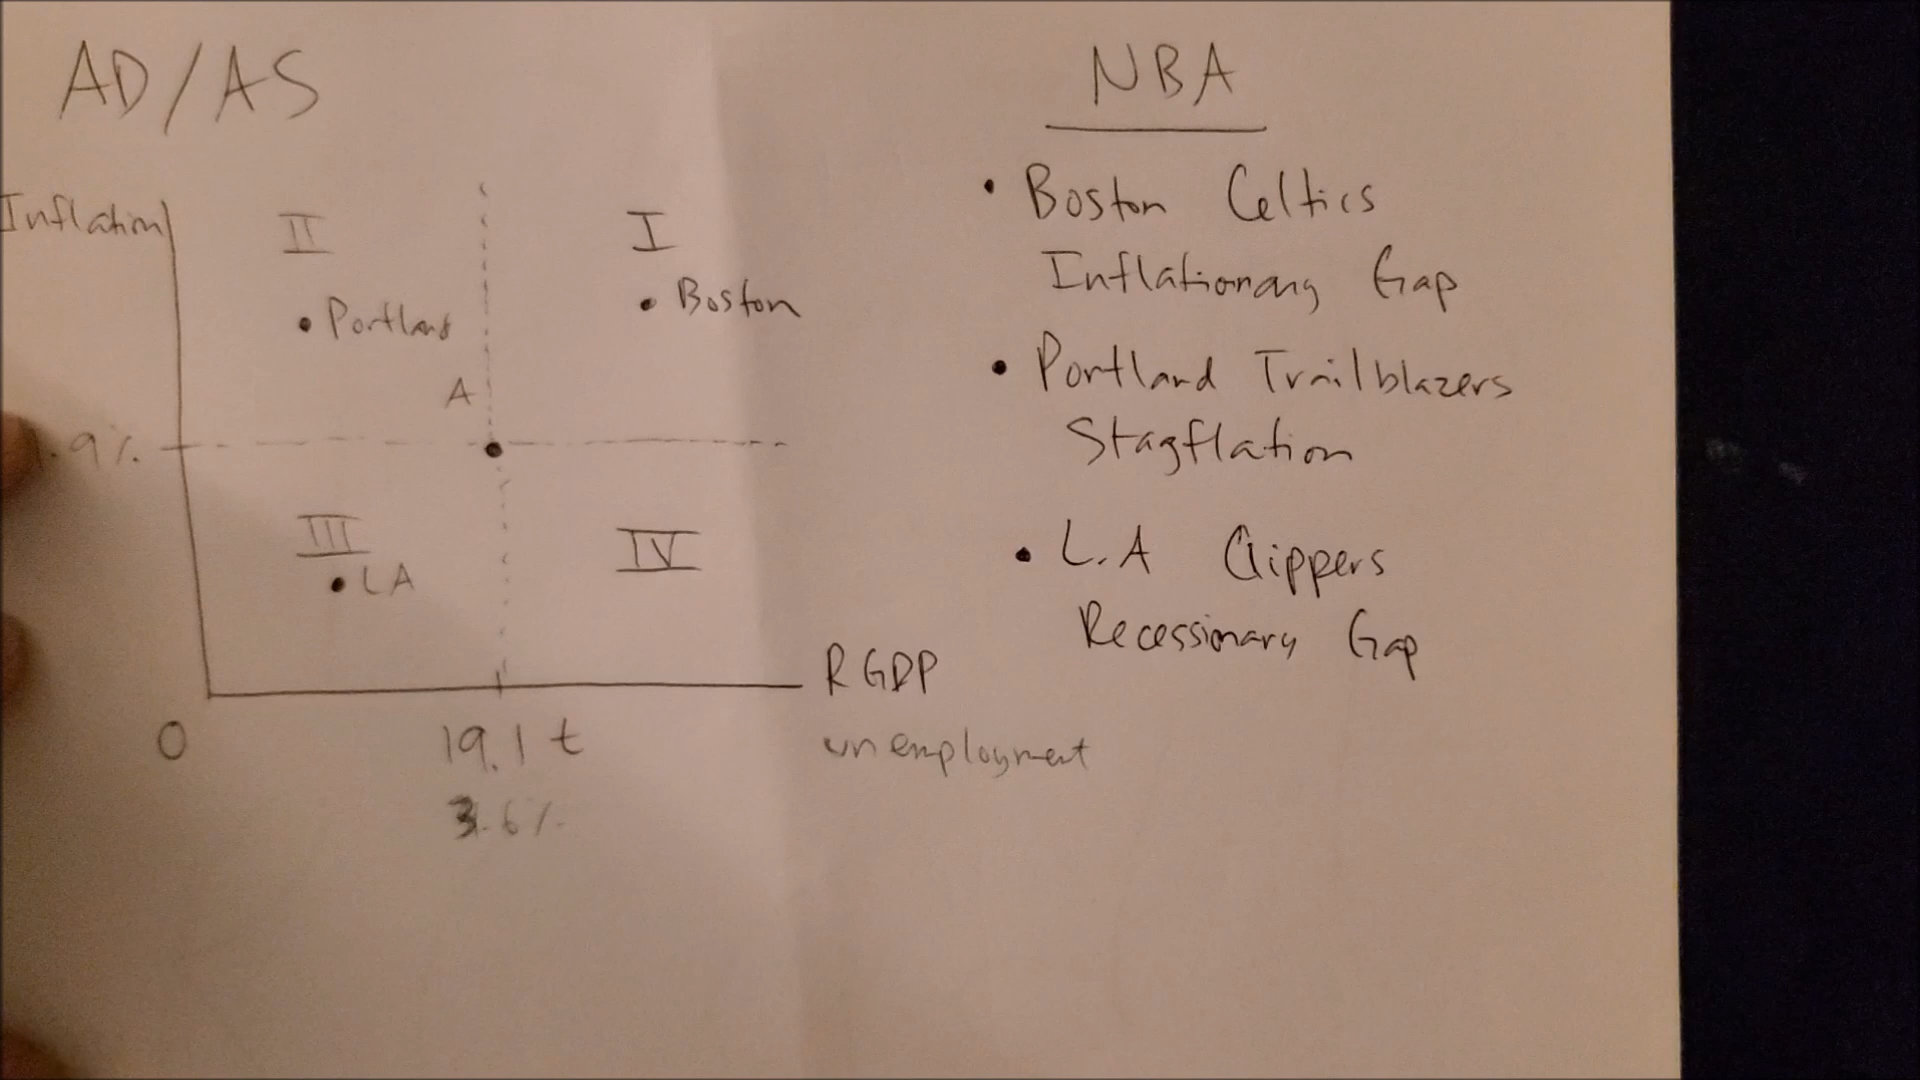 AD/AS
Inflation
II
I
• Portland
• Boston
A
.9%
III
IV
• LA
RGDP
0
19.1 t
unemployment
3.6%
NBA
• Boston Celtics
Inflationary Gap
• Portland Trailblazers
Stagflation
• L.A Clippers
Recessionary Gap